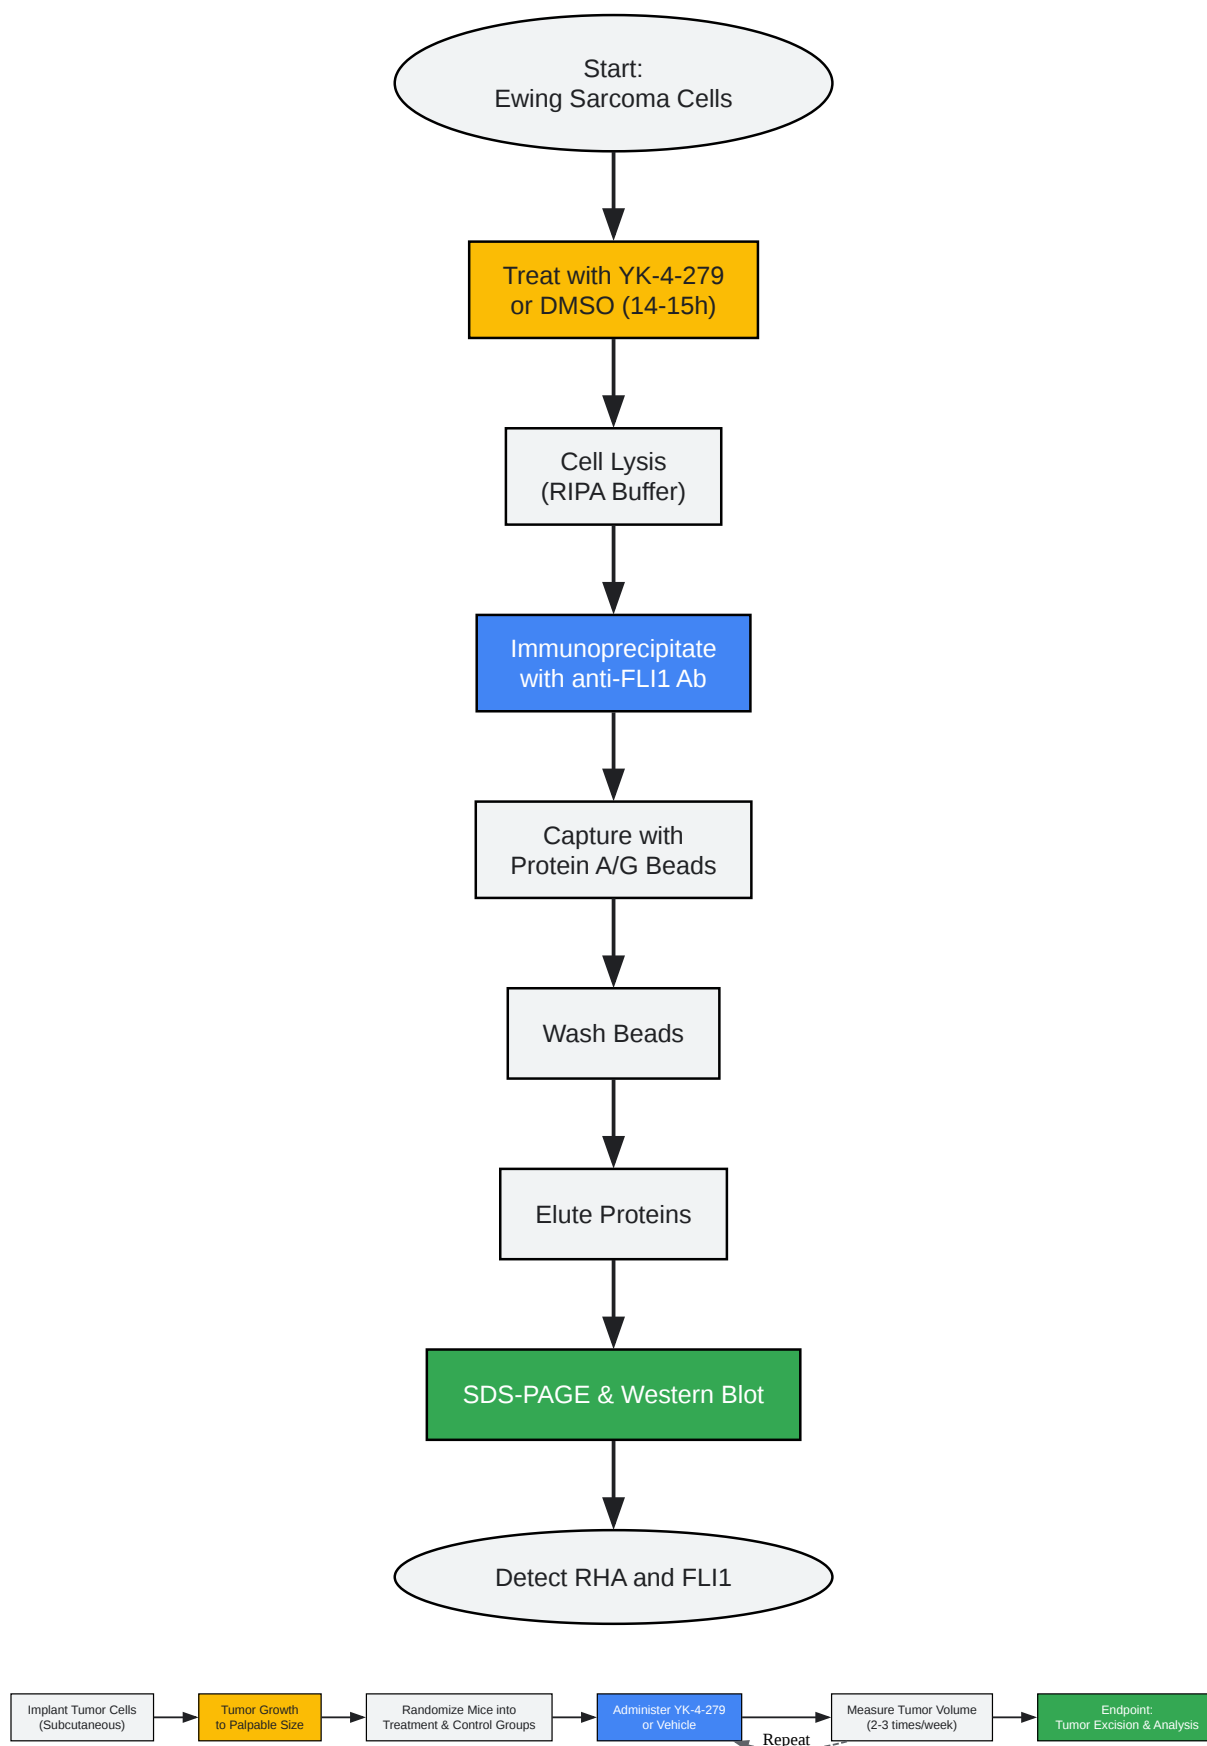 Start:
Ewing Sarcoma Cells
Treat with YK-4-279
or DMSO (14-15h)
Cell Lysis
(RIPA Buffer)
Immunoprecipitate
with anti-FLI1 Ab
Capture with
Protein A/G Beads
Wash Beads
Elute Proteins
SDS-PAGE & Western Blot
Detect RHA and FLI1
Implant Tumor Cells
(Subcutaneous)
Tumor Growth
to Palpable Size
Randomize Mice into
Treatment & Control Groups
Administer YK-4-279
or Vehicle
Measure Tumor Volume
(2-3 times/week)
Endpoint:
Tumor Excision & Analysis
Repeat